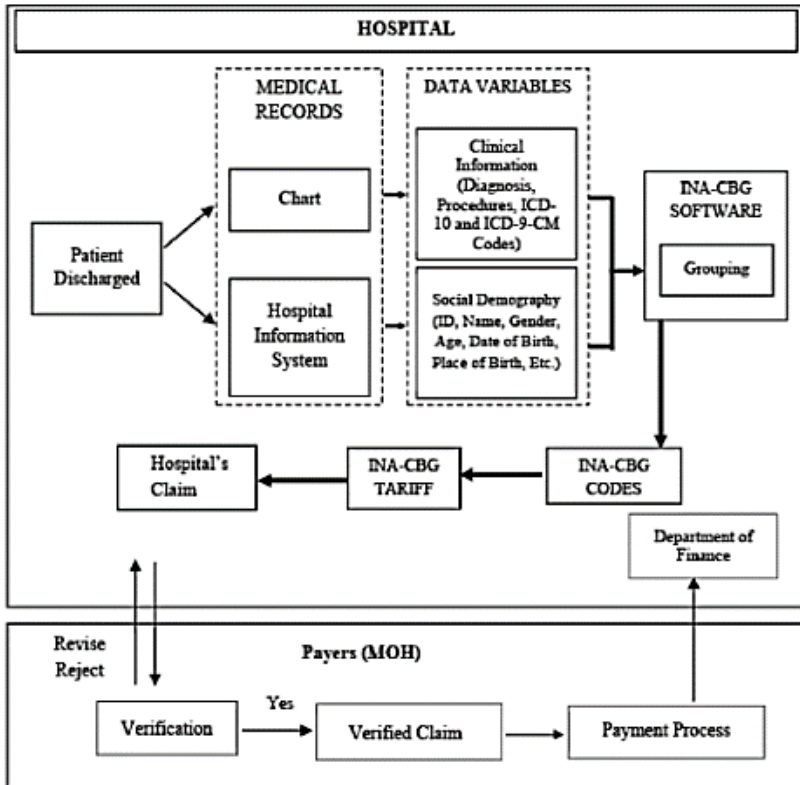 HOSPITAL
MEDICAL
RECORDS
DATA VARIABLES
Chart
Clinical
Information
(Diagnosis,
Procedures, ICD-
10 and ICD-9-CM
Codes)
INA-CBG
SOFTWARE
Grouping
Patient
Discharged
Hospital
Information
System
Social Demography
(ID, Name, Gender,
Age, Date of Birth,
Place of Birth, Etc.)
Hospital's
Claim
INA-CBG
TARIFF
INA-CBG
CODES
Department of
Finance
Revise
Reject
Payers (MOH)
Verification
Yes
Verified Claim
Payment Process